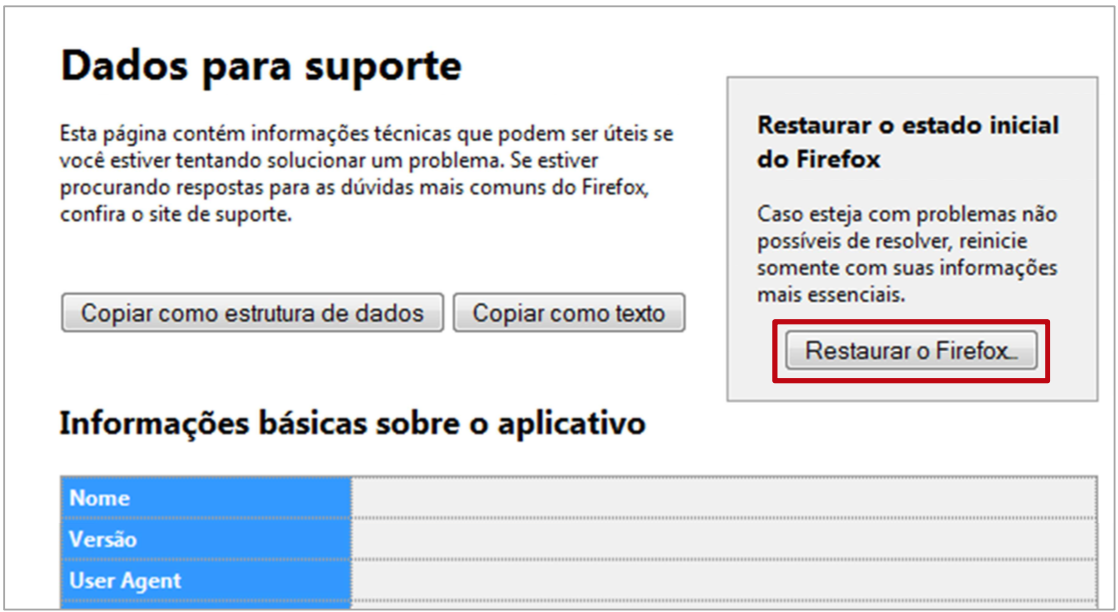 Dados para suporte
Esta página contém informações técnicas que podem ser úteis se
você estiver tentando solucionar um problema. Se estiver
procurando respostas para as dúvidas mais comuns do Firefox,
confira o site de suporte.
Copiar como estrutura de dados
Copiar como texto
Restaurar o estado inicial
do Firefox
Caso esteja com problemas não
possíveis de resolver, reinicie
somente com suas informações
mais essenciais.
Restaurar o Firefox...
Informações básicas sobre o aplicativo
Nome
Versão
User Agent